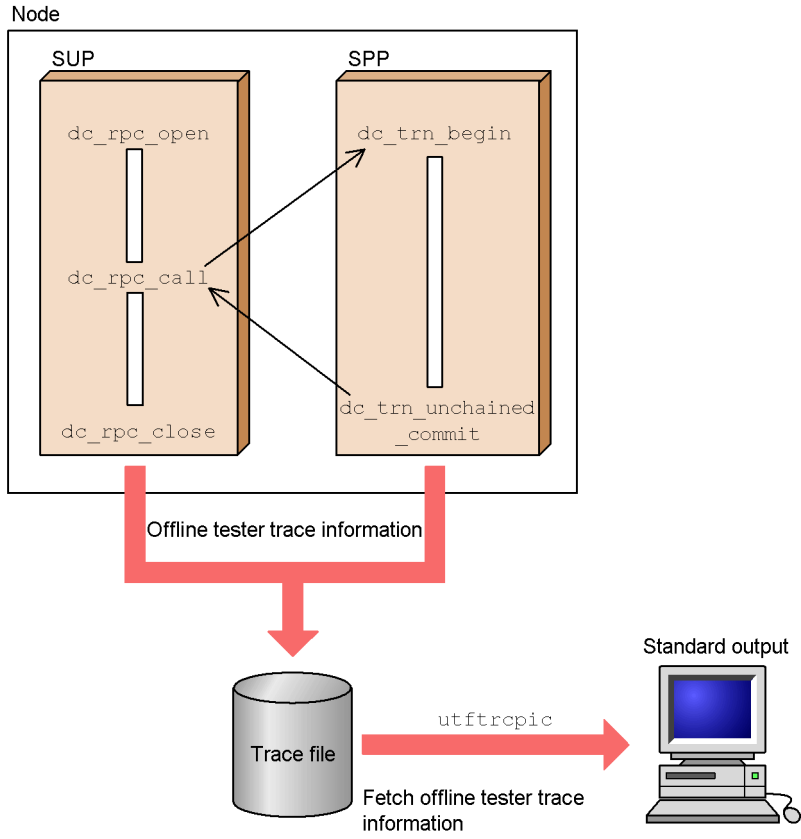 Node
SUP
SPP
dc_rpc_open
dc_trn_begin
dc_rpc_call
dc_rpc_close
dc_trn_unchained
_commit
Offline tester trace information
Trace file
utftrcpic
Fetch offline tester trace
information
Standard output